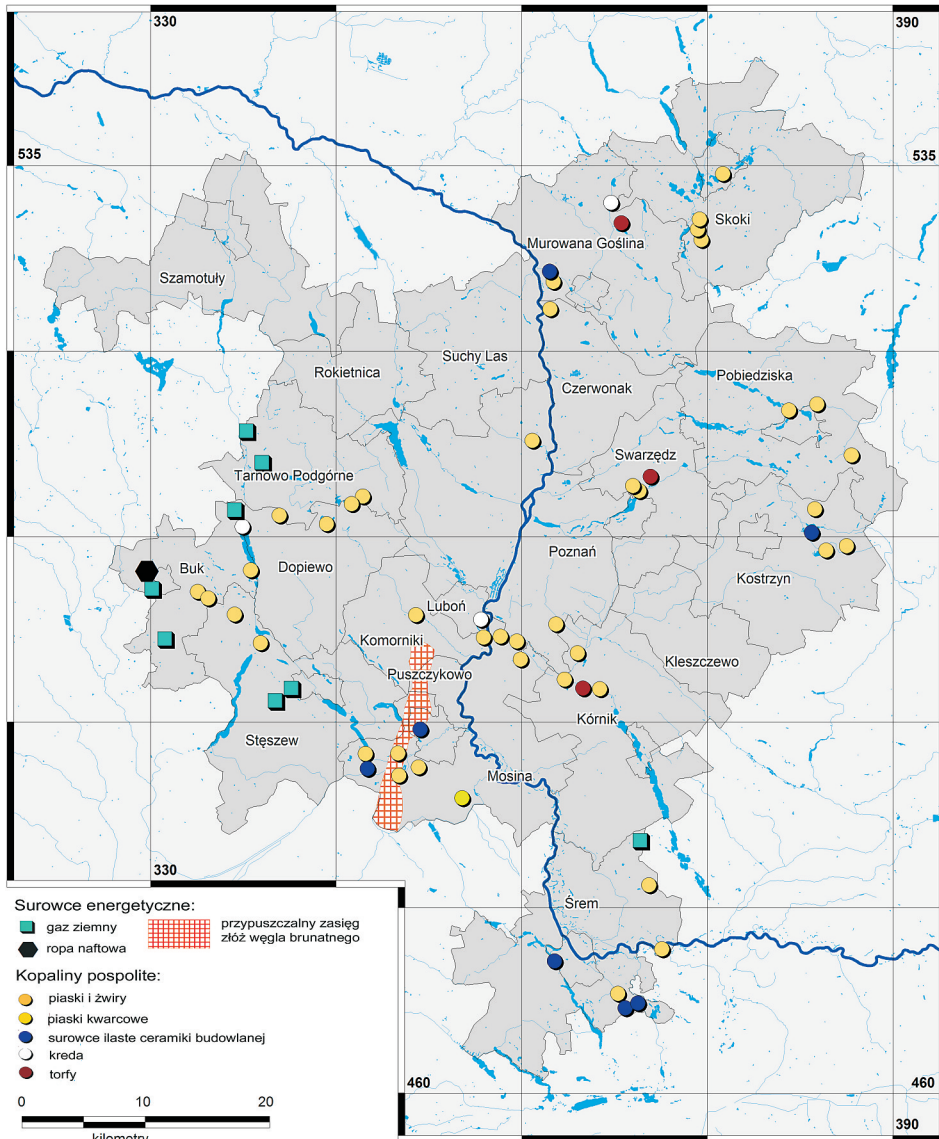 330
390
535
535
Skoki
Murowana Goślina
Szamotuły
Suchy Las
Rokietnica
Pobiedziska
Czerwonak
Swarzędz
Tarnowo Podgórne
Poznań
Buk
Dopiewo
Kostrzyn
Luboń
Komorniki
Kleszczewo
Puszczykowo
Kórnik
Stęszew
Mosina
330
Śrem
Surowce energetyczne:
gaz ziemny
ropa naftowa
przypuszczalny zasięg
złóż węgla brunatnego
Kopaliny pospolite:
piaski i żwiry
piaski kwarcowe
surowce ilaste ceramiki budowlanej
kreda
torfy
460
460
0 10 20
kilometry
390